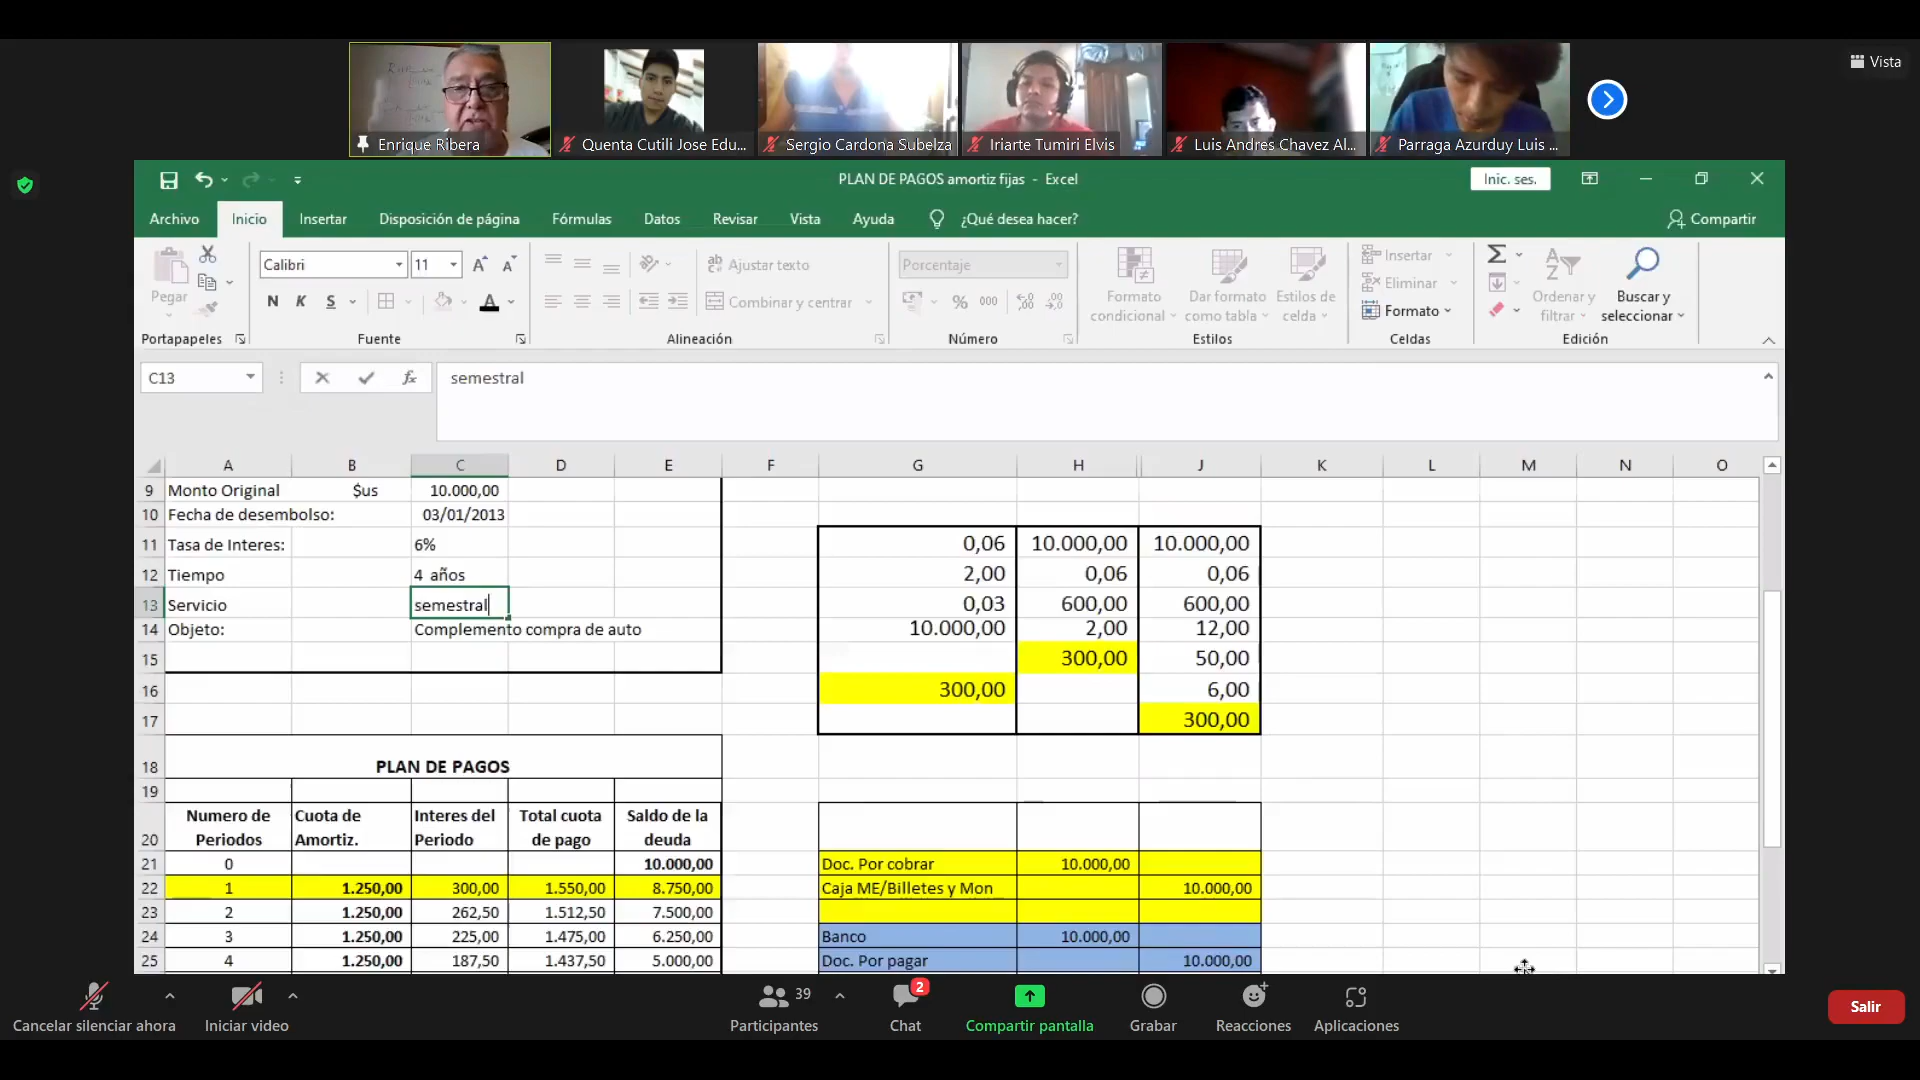 Vista
Enrique Ribera
Quenta Cutili Jose Edu...
Sergio Cardona Subelza
Iriarte Tumiri Elvis
Luis Andres Chavez Al...
Parraga Azurduy Luis ...
PLAN DE PAGOS amortiz fijas - Excel
Inic. ses.
Archivo Inicio Insertar Disposición de página Fórmulas Datos Revisar Vista Ayuda ¿Qué desea hacer? Compartir
Pegar
Calibri 11
N K S
Ajustar texto
Combinar y centrar
Porcentaje
% 000
Formato condicional
Dar formato como tabla
Estilos de celda
Insertar
Eliminar
Formato
Ordenar y filtrar
Buscar y seleccionar
Portapapeles Fuente Alineación Número Estilos Celdas Edición
C13 fx semestral
A B C D E F G H J K L M N O
9 Monto Original $us 10.000,00
10 Fecha de desembolso: 03/01/2013
11 Tasa de Interes: 6% 0,06 10.000,00 10.000,00
12 Tiempo 4 años 2,00 0,06 0,06
13 Servicio semestral 0,03 600,00 600,00
14 Objeto: Complemento compra de auto 10.000,00 2,00 12,00
15 300,00 50,00
16 300,00 6,00
17 300,00
18 PLAN DE PAGOS
19
20 Numero de Periodos Cuota de Amortiz. Interes del Periodo Total cuota de pago Saldo de la deuda
21 0 10.000,00 Doc. Por cobrar 10.000,00
22 1 1.250,00 300,00 1.550,00 8.750,00 Caja ME/Billetes y Mon 10.000,00
23 2 1.250,00 262,50 1.512,50 7.500,00
24 3 1.250,00 225,00 1.475,00 6.250,00 Banco 10.000,00
25 4 1.250,00 187,50 1.437,50 5.000,00 Doc. Por pagar 10.000,00
Cancelar silenciar ahora
Iniciar video
39
Participantes
2
Chat
Compartir pantalla
Grabar
Reacciones
Aplicaciones
Salir